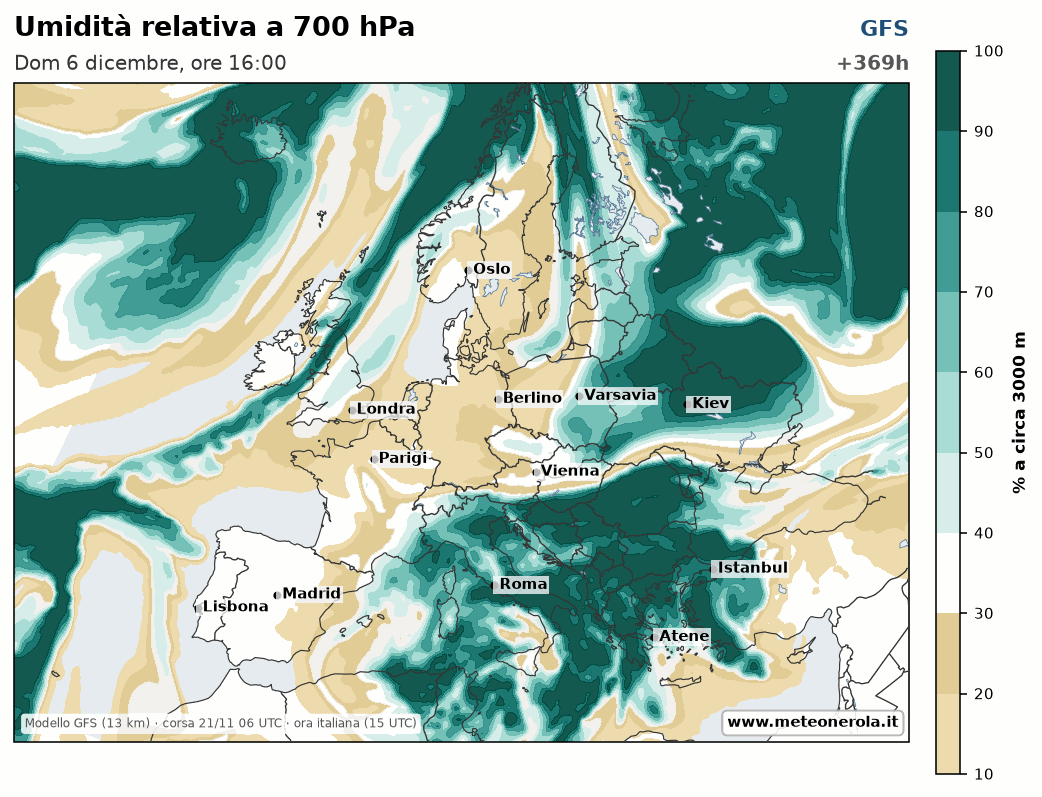 Umidità relativa a 700 hPa
GFS
Dom 6 dicembre, ore 16:00
+369h
100
90
80
70
60
50
40
30
20
10
% a circa 3000 m
Oslo
Berlino
Varsavia
Kiev
Londra
Parigi
Vienna
Istanbul
Roma
Madrid
Lisbona
Atene
Modello GFS (13 km) · corsa 21/11 06 UTC · ora italiana (15 UTC)
www.meteonerola.it